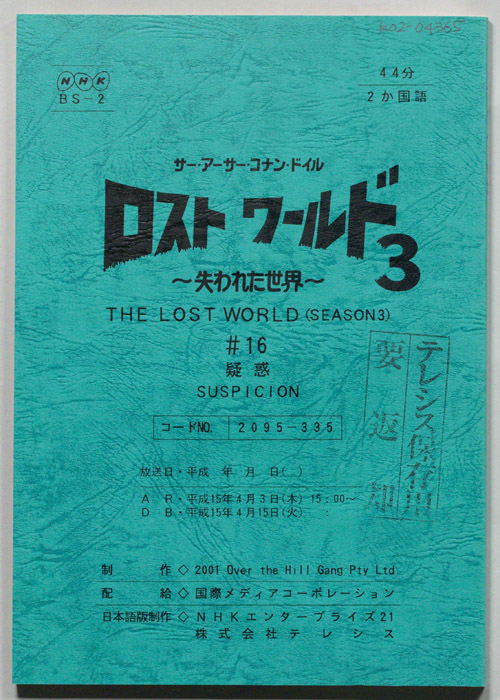 K02-04365
NHK
BS-2
44分
2か国語
サー・アーサー・コナン・ドイル
ロスト ワールド3
~失われた世界~
THE LOST WORLD (SEASON3)
#16
疑惑
SUSPICION
コードNO. 2095-335
放送日・平成 年 月 日( )
A R・平成15年4月3日(木) 15:00~
D B・平成15年4月15日(火) :
制作◇2001 Over the Hill Gang Pty Ltd
配給◇国際メディアコーポレーション
日本語版制作◇NHKエンタープライズ21
株式会社テレシス
テレシス保存用
要返却